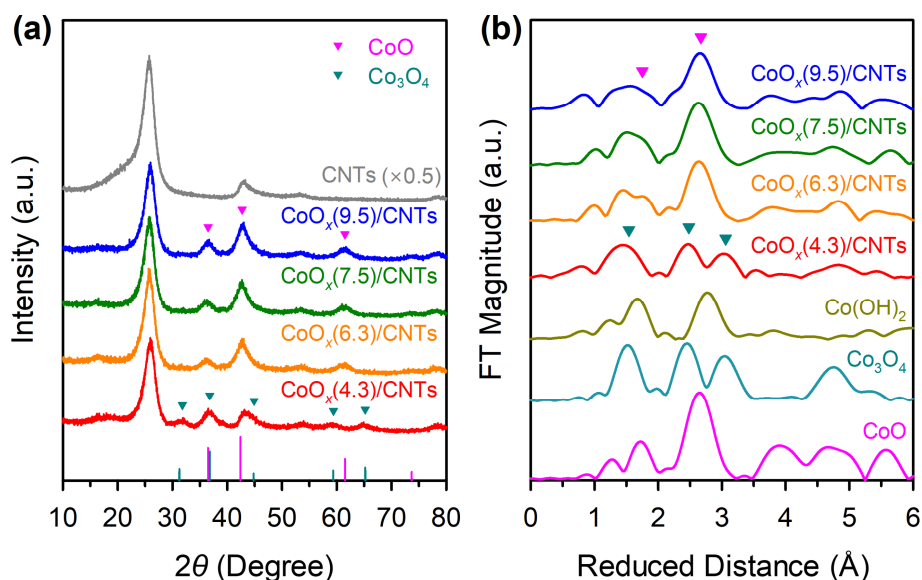 (a)
CoO
Co3O4
CNTs (×0.5)
CoOx(9.5)/CNTs
CoOx(7.5)/CNTs
CoOx(6.3)/CNTs
CoOx(4.3)/CNTs
Intensity (a.u.)
10 20 30 40 50 60 70 80
2θ (Degree)
(b)
CoOx(9.5)/CNTs
CoOx(7.5)/CNTs
CoOx(6.3)/CNTs
CoOx(4.3)/CNTs
Co(OH)2
Co3O4
CoO
FT Magnitude (a.u.)
0 1 2 3 4 5 6
Reduced Distance (Å)